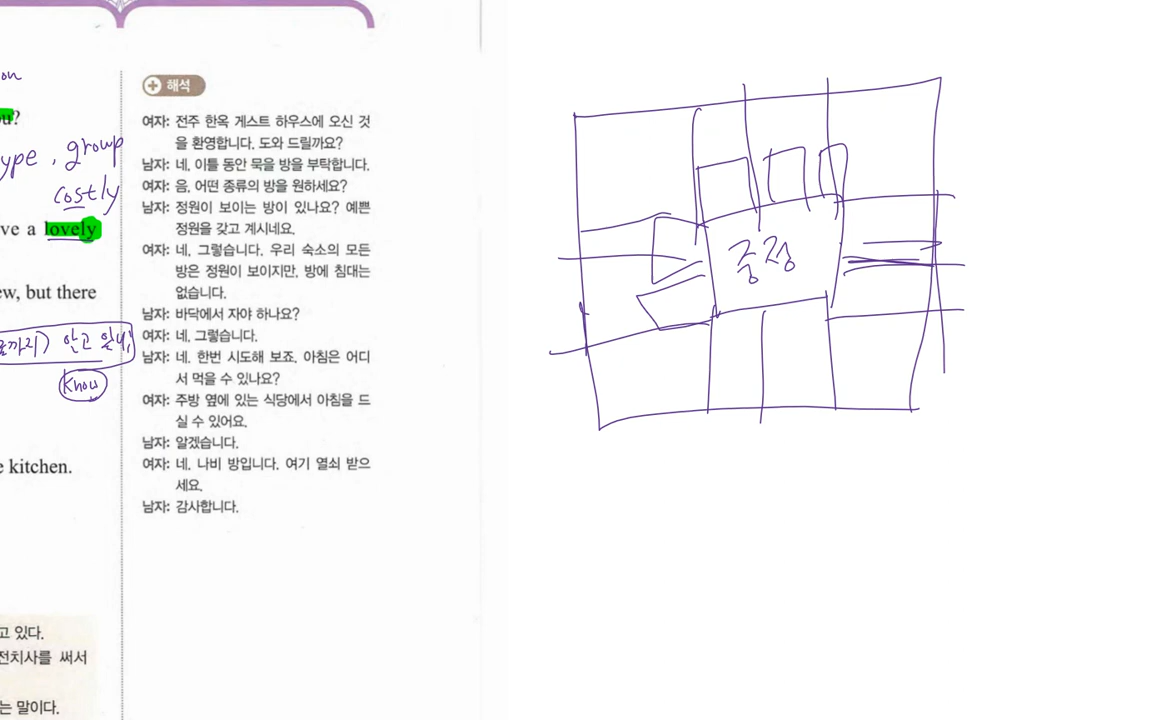 on
u?
ype, group
costly
ve a lovely
ew, but there
까지) 안고 있네
Know
e kitchen.
고 있다.
전치사를 써서
는 말이다.
해석
여자: 전주 한옥 게스트 하우스에 오신 것
을 환영합니다. 도와 드릴까요?
남자: 네, 이틀 동안 묵을 방을 부탁합니다.
여자: 음, 어떤 종류의 방을 원하세요?
남자: 정원이 보이는 방이 있나요? 예쁜
정원을 갖고 계시네요.
여자: 네, 그렇습니다. 우리 숙소의 모든
방은 정원이 보이지만, 방에 침대는
없습니다.
남자: 바닥에서 자야 하나요?
여자: 네, 그렇습니다.
남자: 네. 한번 시도해 보죠. 아침은 어디
서 먹을 수 있나요?
여자: 주방 옆에 있는 식당에서 아침을 드
실 수 있어요.
남자: 알겠습니다.
여자: 네. 나비 방입니다. 여기 열쇠 받으
세요.
남자: 감사합니다.
중정